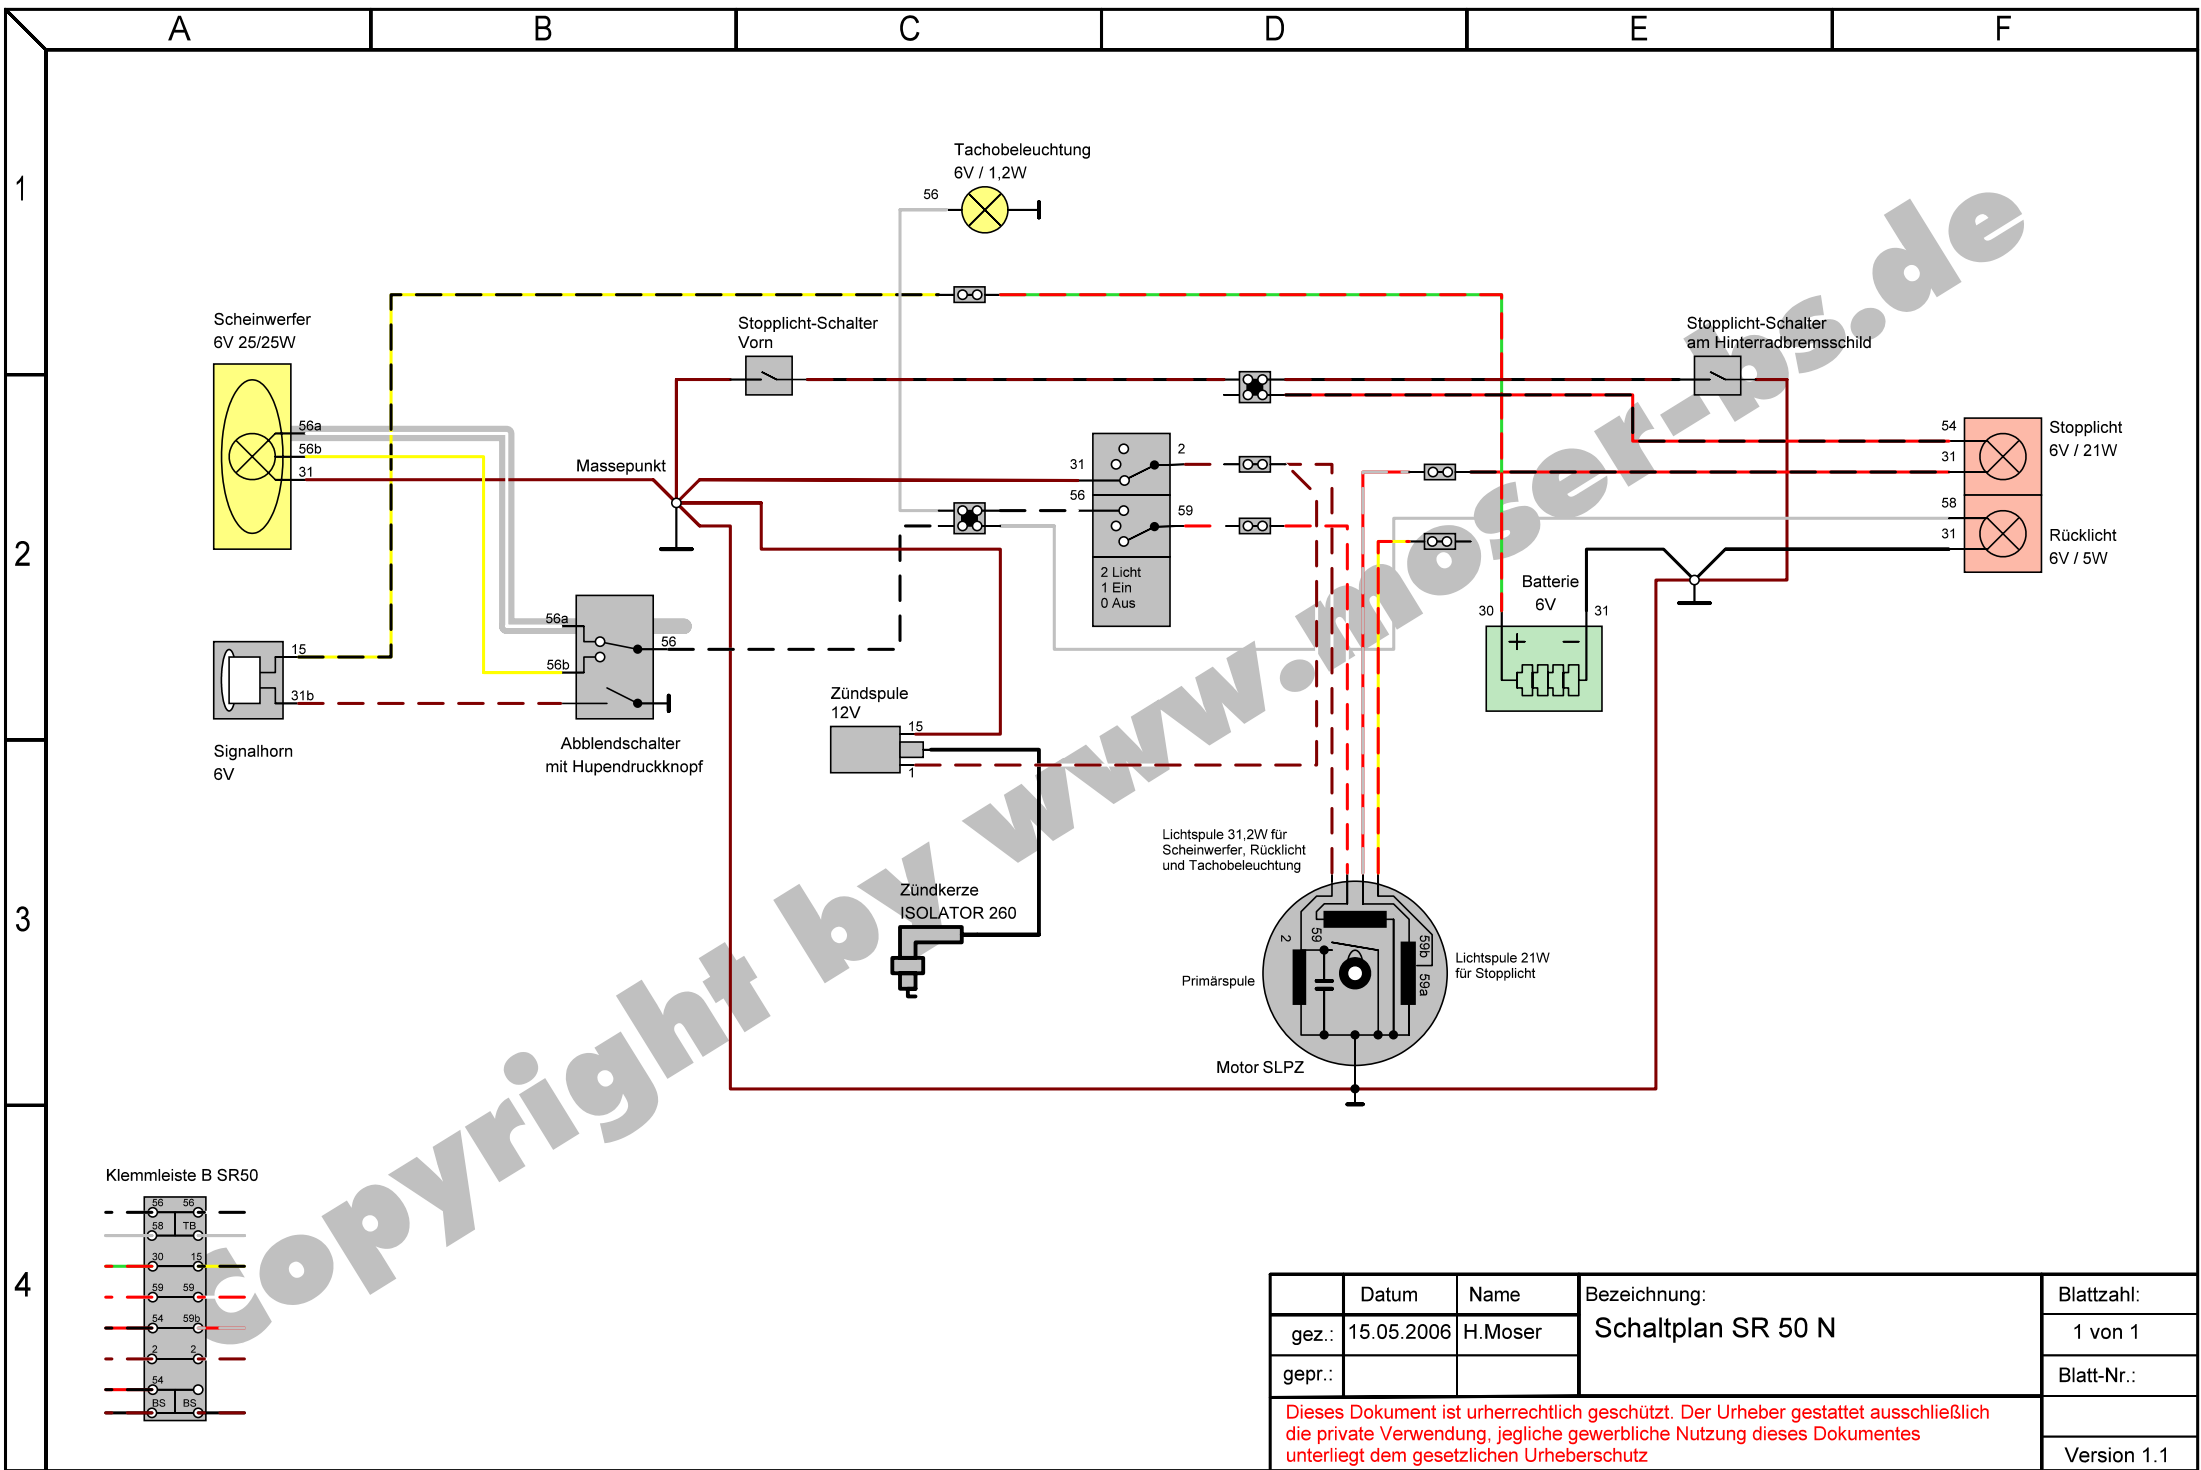 A B C D E F
1
2
3
4
Tachobeleuchtung
6V / 1,2W
56
Scheinwerfer
6V 25/25W
56a
56b
31
Stopplicht-Schalter
Vorn
Stopplicht-Schalter
am Hinterradbremsschild
Massepunkt
31
56
2
59
2 Licht
1 Ein
0 Aus
54
31
58
31
Stopplicht
6V / 21W
Rücklicht
6V / 5W
Batterie
6V
30
31
+ −
15
31b
Signalhorn
6V
56a
56b
56
Abblendschalter
mit Hupendruckknopf
Zündspule
12V
15
1
Zündkerze
ISOLATOR 260
Lichtspule 31,2W für
Scheinwerfer, Rücklicht
und Tachobeleuchtung
2
59
59b
59a
Primärspule
Lichtspule 21W
für Stopplicht
Motor SLPZ
copyright by www.moser-bs.de
Klemmleiste B SR50
56 56
58 TB
30 15
59 59
54 59b
2 2
54
BS BS
Datum Name
Bezeichnung:
Blattzahl:
gez.: 15.05.2006 H.Moser
Schaltplan SR 50 N
1 von 1
gepr.:
Blatt-Nr.:
Dieses Dokument ist urherrechtlich geschützt. Der Urheber gestattet ausschließlich
die private Verwendung, jegliche gewerbliche Nutzung dieses Dokumentes
unterliegt dem gesetzlichen Urheberschutz
Version 1.1